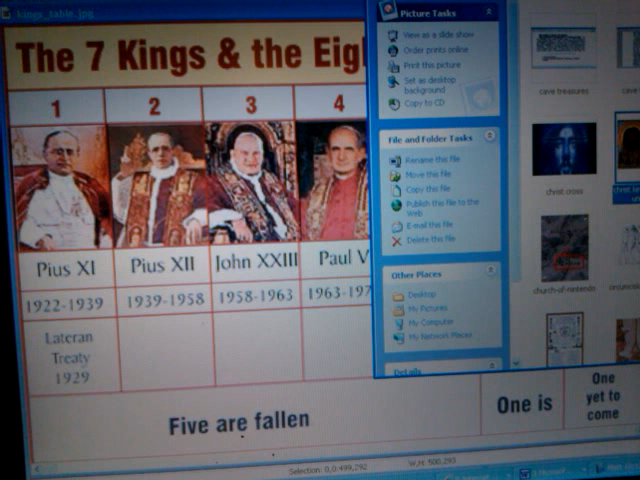 kings_table.jpg
The 7 Kings & the Eig
1 2 3 4
Pius XI Pius XII John XXIII Paul V
1922-1939 1939-1958 1958-1963 1963-197
Lateran
Treaty
1929
Five are fallen
One is
One
yet to
come
Selection: 0,0:499,292
Picture Tasks
View as a slide show
Order prints online
Print this picture
Set as desktop
background
Copy to CD
File and Folder Tasks
Rename this file
Move this file
Copy this file
Publish this file to the
Web
E-mail this file
Delete this file
Other Places
Desktop
My Pictures
My Computer
My Network Places
Details
cave treasures
christ cross
church-of-nintendo